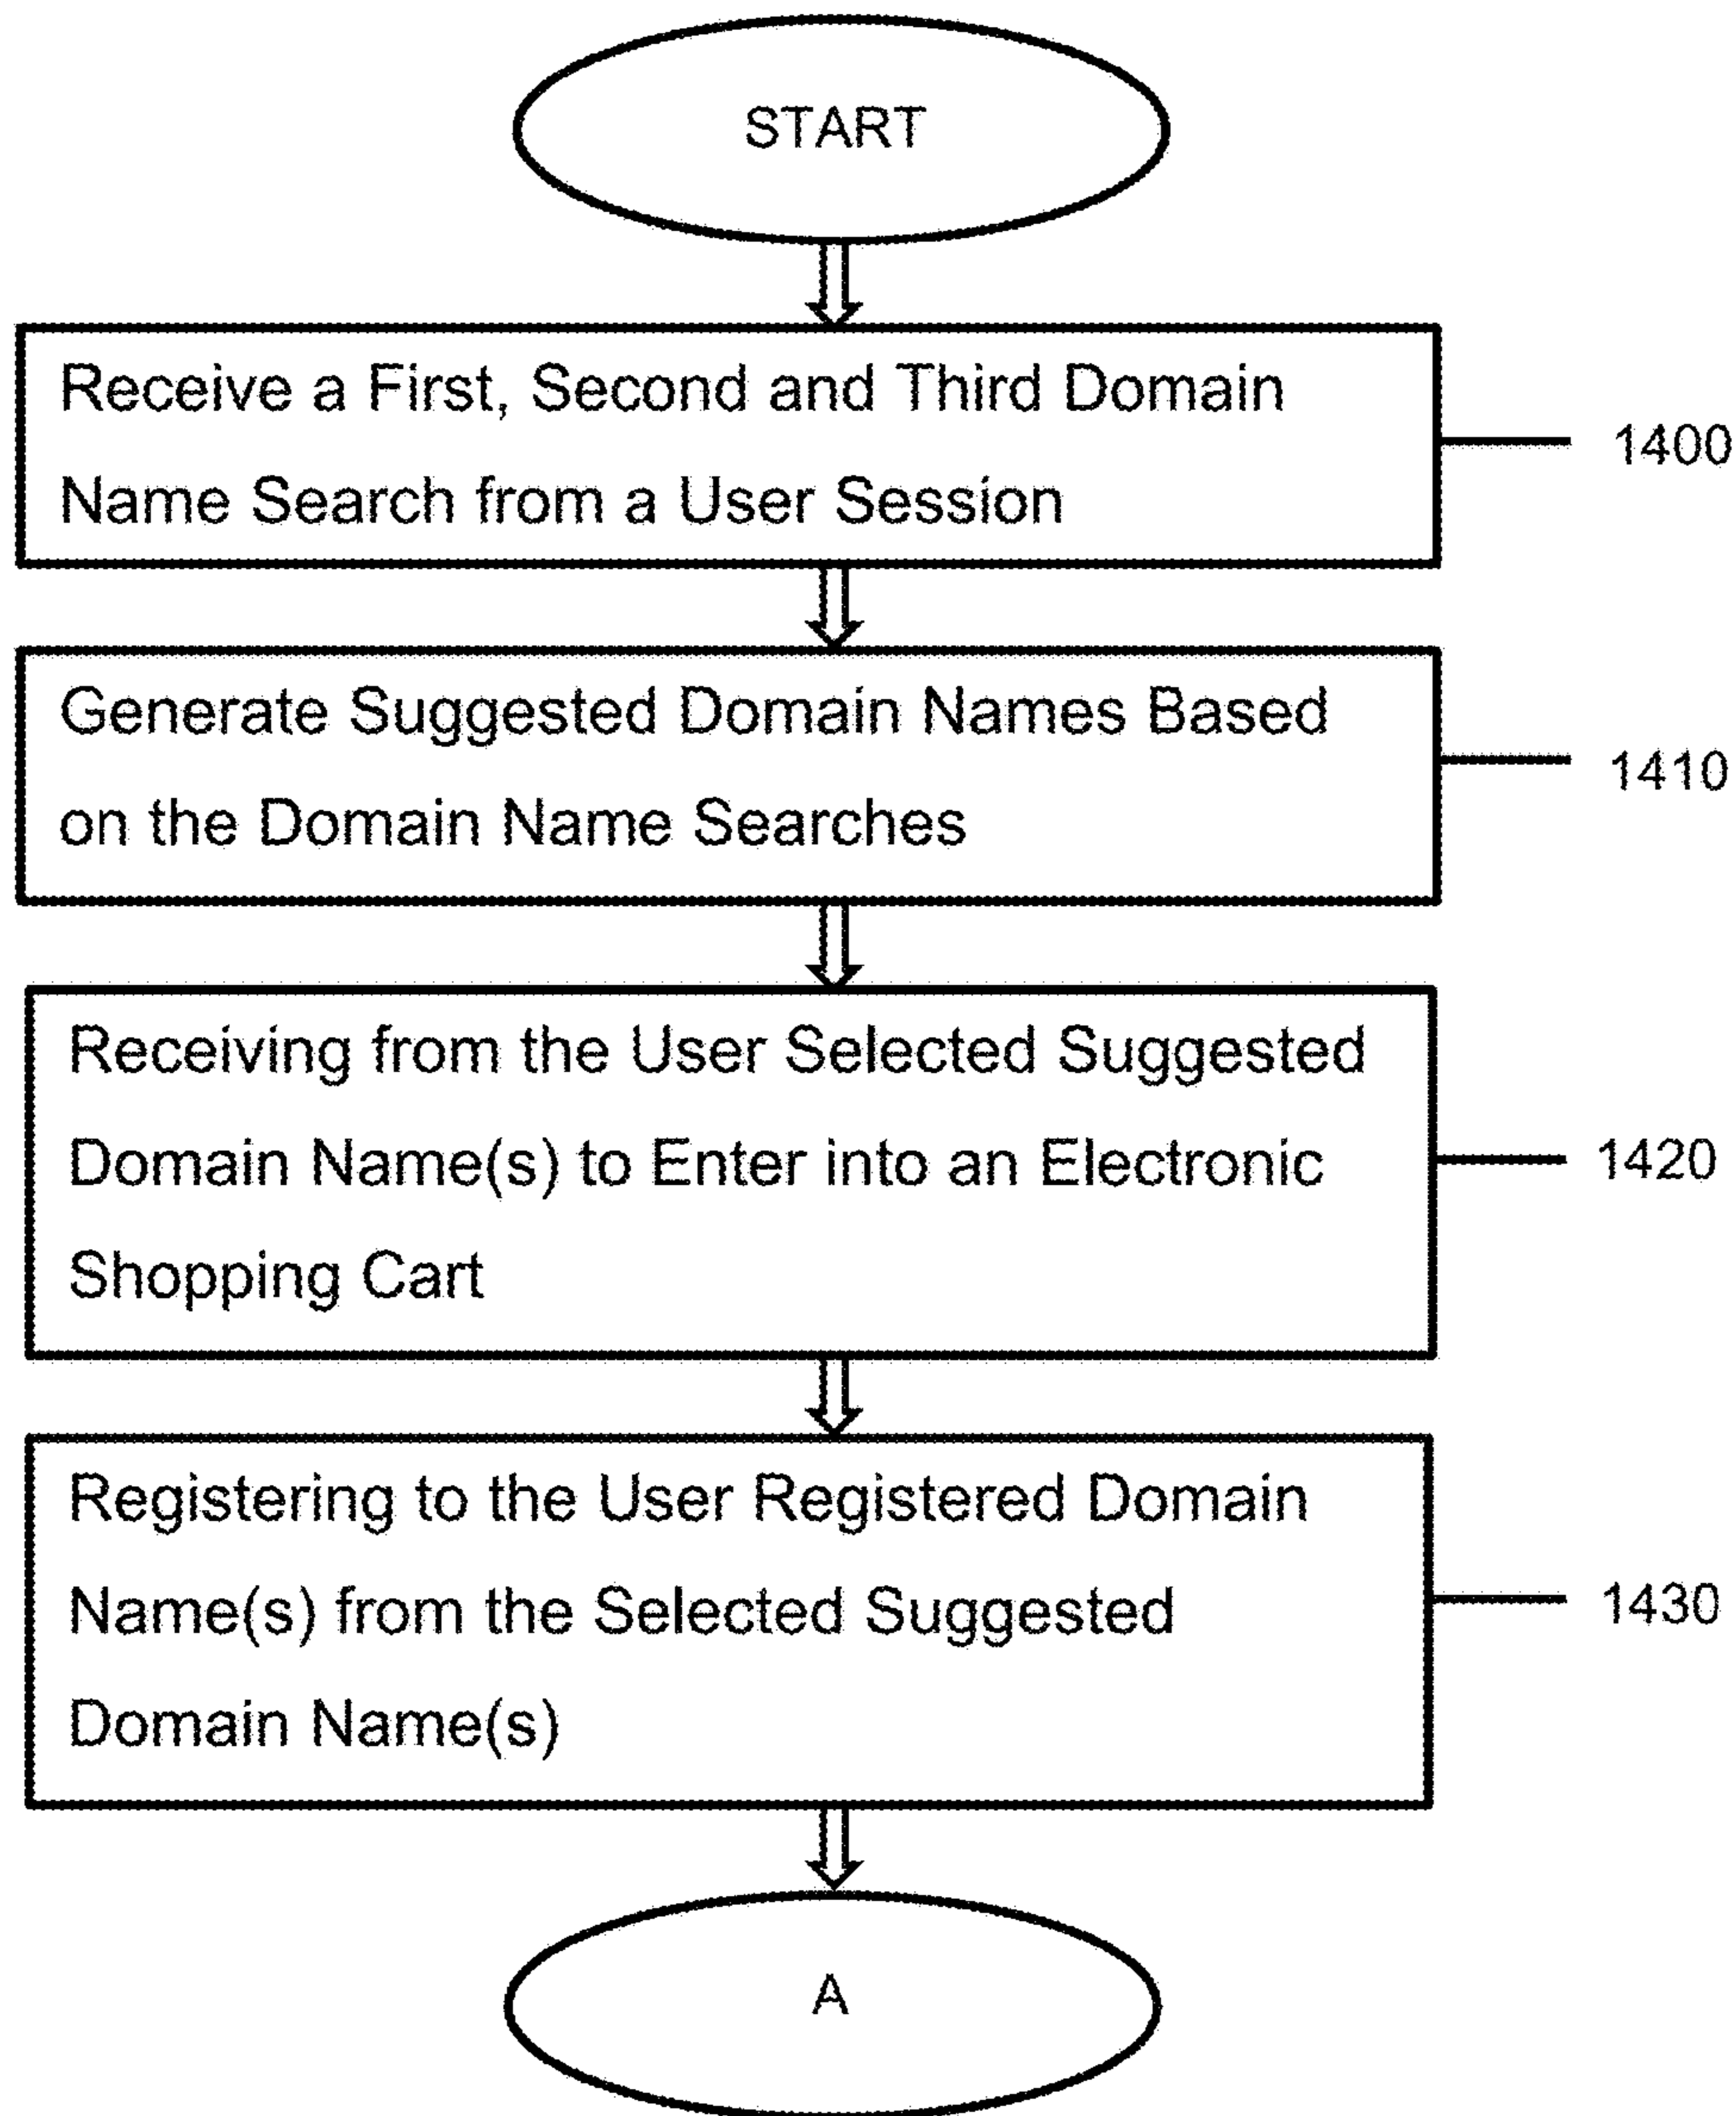 START
Receive a First, Second and Third Domain
Name Search from a User Session
1400
Generate Suggested Domain Names Based
on the Domain Name Searches
1410
Receiving from the User Selected Suggested
Domain Name(s) to Enter into an Electronic
Shopping Cart
1420
Registering to the User Registered Domain
Name(s) from the Selected Suggested
Domain Name(s)
1430
A